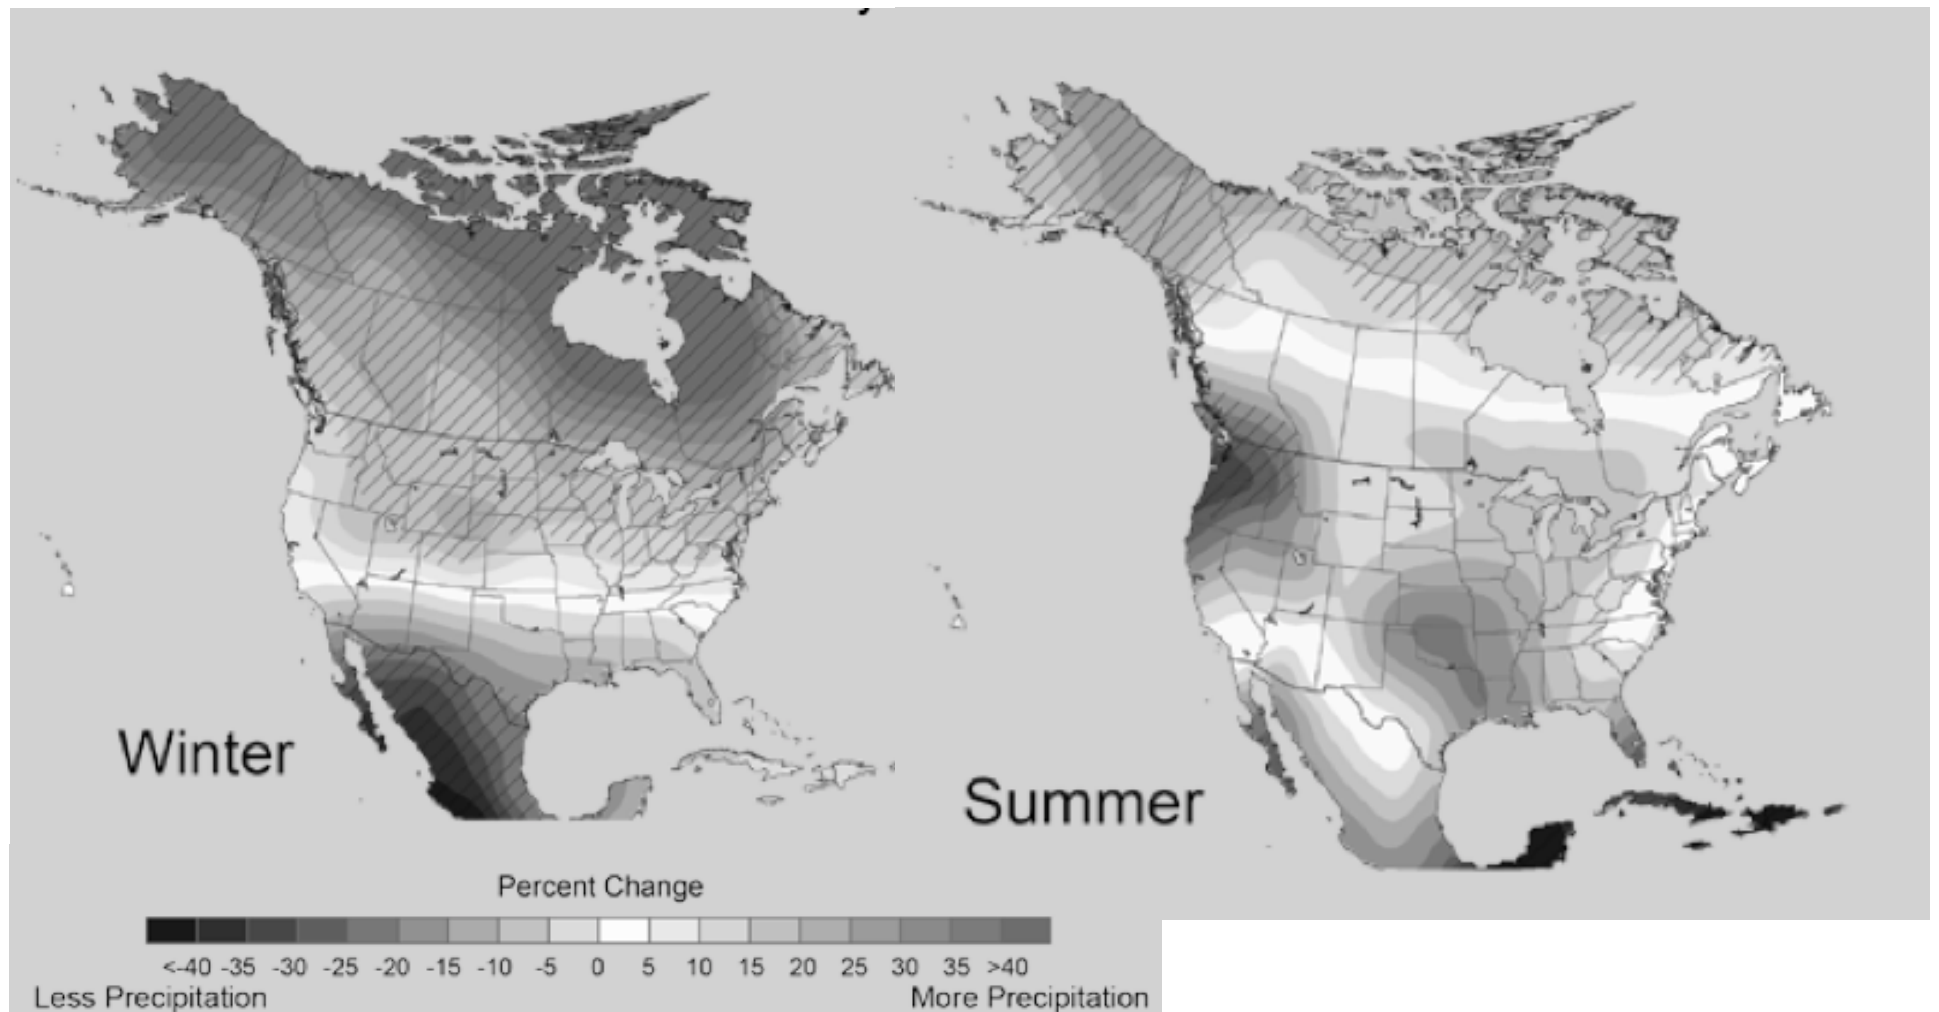 Winter
Summer
Percent Change
<-40 -35 -30 -25 -20 -15 -10 -5 0 5 10 15 20 25 30 35 >40
Less Precipitation More Precipitation